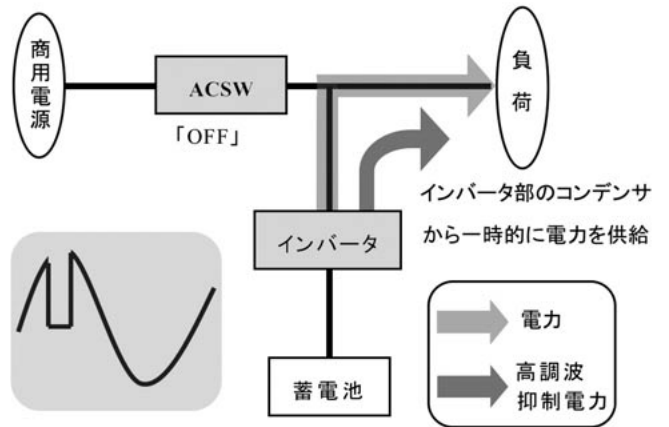 商用電源
ACSW
「OFF」
負荷
インバータ部のコンデンサ
から一時的に電力を供給
インバータ
蓄電池
電力
高調波
抑制電力